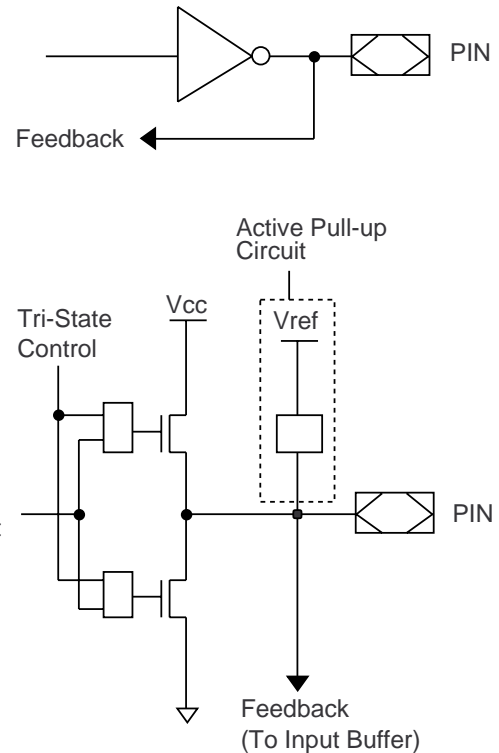 PIN
Feedback
Active Pull-up
Circuit
Vcc
Vref
Tri-State
Control
PIN
Feedback
(To Input Buffer)